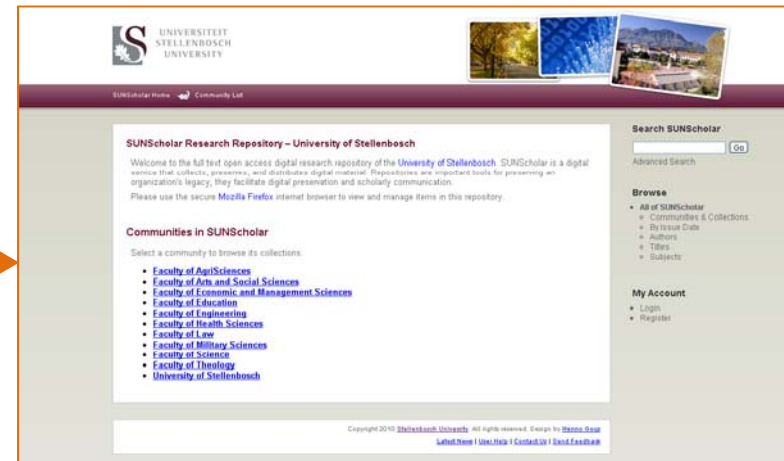 UNIVERSITEIT
STELLENBOSCH
UNIVERSITY
SUNScholar Home Community List
SUNScholar Research Repository – University of Stellenbosch
Welcome to the full text open access digital research repository of the University of Stellenbosch. SUNScholar is a digital
service that collects, preserves, and distributes digital material. Repositories are important tools for preserving an
organization's legacy; they facilitate digital preservation and scholarly communication.
Please use the secure Mozilla Firefox internet browser to view and manage items in this repository.
Communities in SUNScholar
Select a community to browse its collections.
Faculty of AgriSciences
Faculty of Arts and Social Sciences
Faculty of Economic and Management Sciences
Faculty of Education
Faculty of Engineering
Faculty of Health Sciences
Faculty of Law
Faculty of Military Sciences
Faculty of Science
Faculty of Theology
University of Stellenbosch
Search SUNScholar
Go
Advanced Search
Browse
All of SUNScholar
Communities & Collections
By Issue Date
Authors
Titles
Subjects
My Account
Login
Register
Copyright 2010 Stellenbosch University. All rights reserved. Design by Henno Gous
Latest News | User Help | Contact Us | Send Feedback